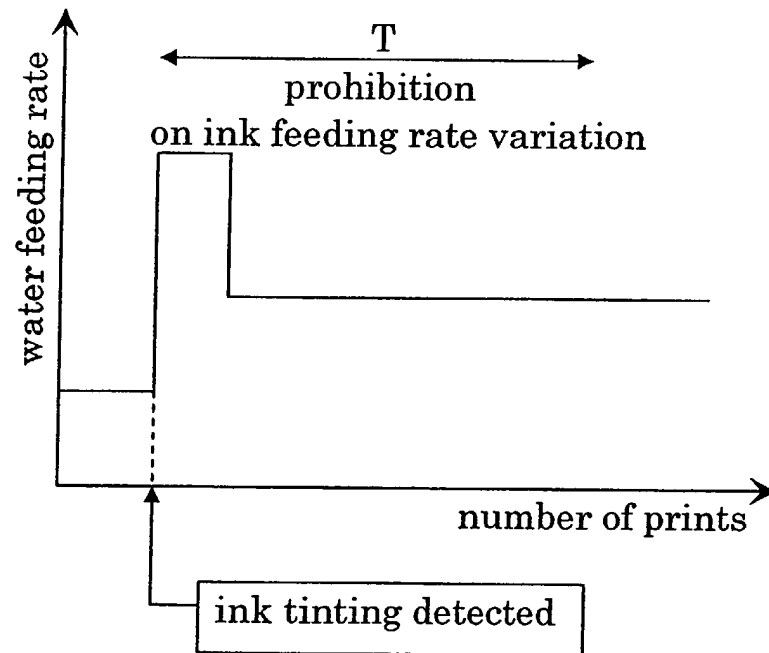 T
prohibition
on ink feeding rate variation
water feeding rate
number of prints
ink tinting detected